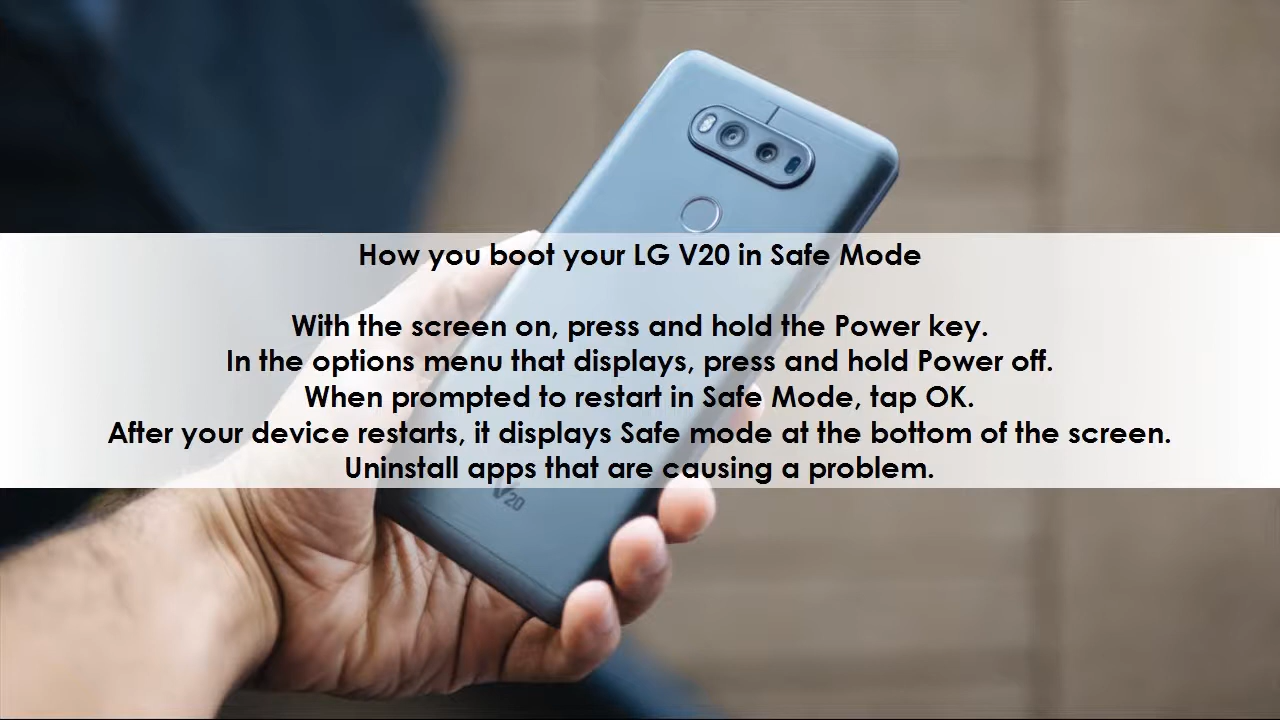 How you boot your LG V20 in Safe Mode
With the screen on, press and hold the Power key.
In the options menu that displays, press and hold Power off.
When prompted to restart in Safe Mode, tap OK.
After your device restarts, it displays Safe mode at the bottom of the screen.
Uninstall apps that are causing a problem.
V20